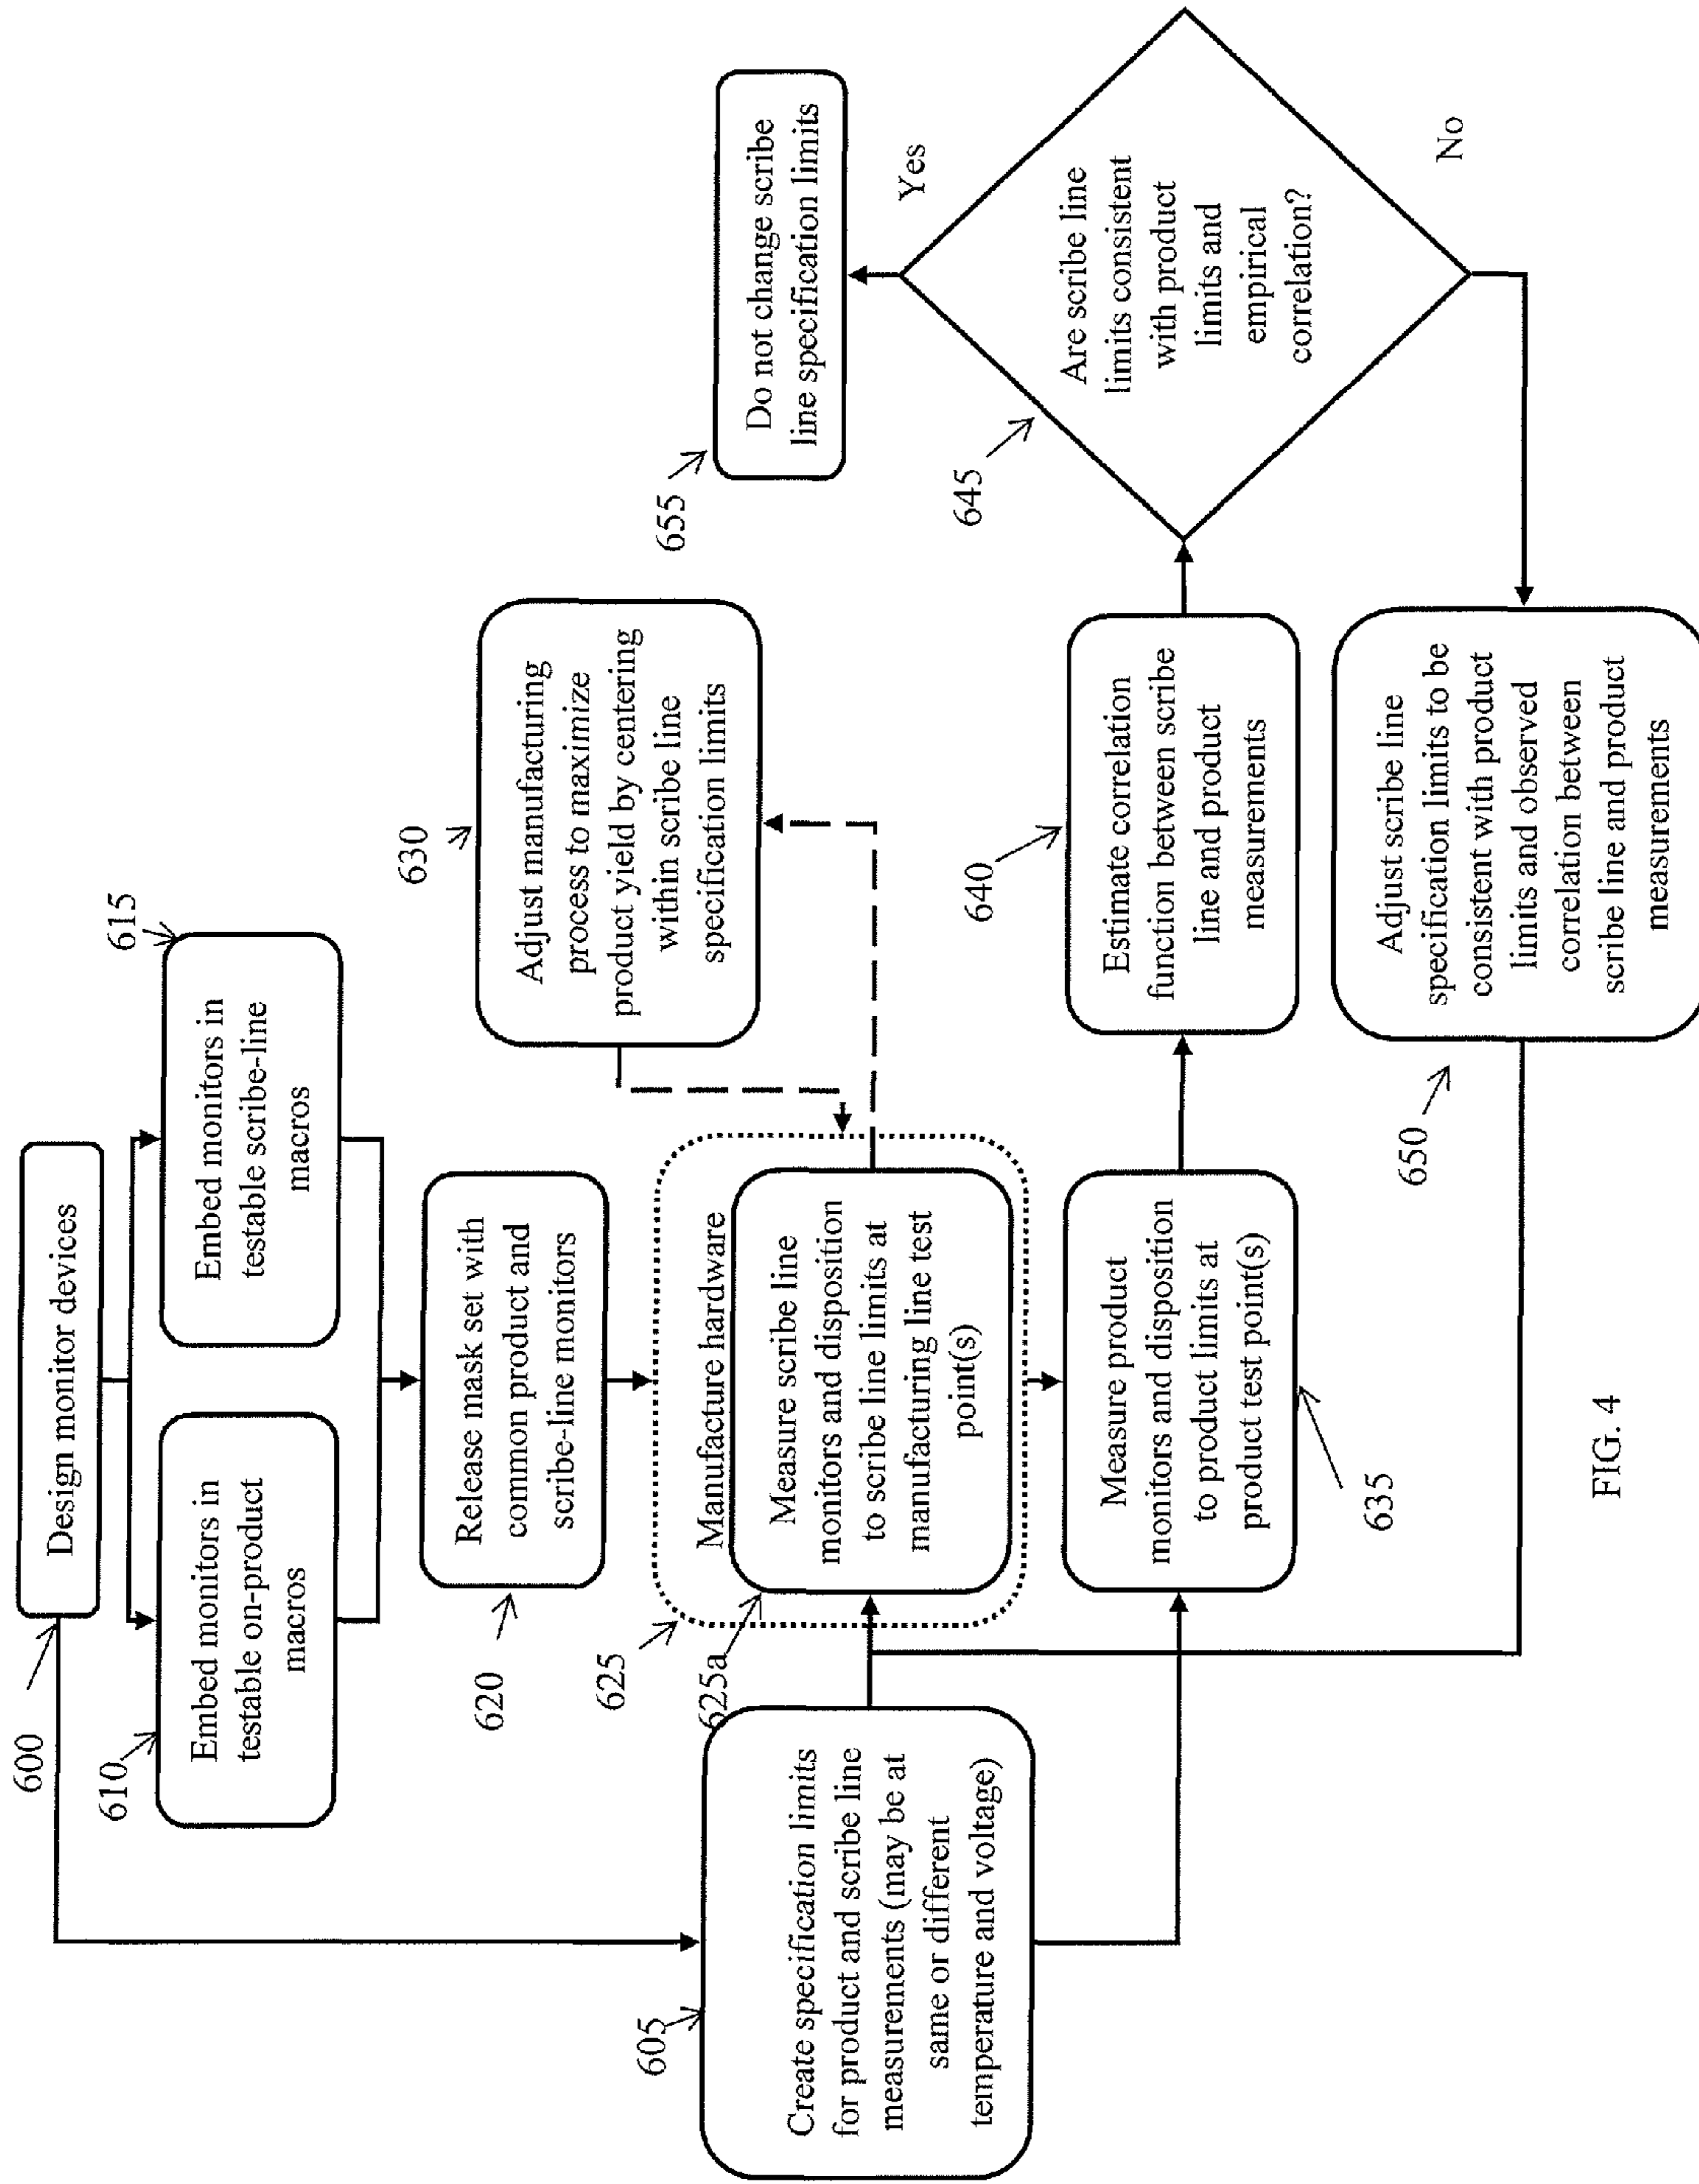 600
Design monitor devices
610
Embed monitors in
testable on-product
macros
615
Embed monitors in
testable scribe-line
macros
605
Create specification limits
for product and scribe line
measurements (may be at
same or different
temperature and voltage)
620
Release mask set with
common product and
scribe-line monitors
625
Manufacture hardware
625a
Measure scribe line
monitors and disposition
to scribe line limits at
manufacturing line test
point(s)
630
Adjust manufacturing
process to maximize
product yield by centering
within scribe line
specification limits
635
Measure product
monitors and disposition
to product limits at
product test point(s)
640
Estimate correlation
function between scribe
line and product
measurements
645
Are scribe line
limits consistent
with product
limits and
empirical
correlation?
Yes
No
655
Do not change scribe
line specification limits
650
Adjust scribe line
specification limits to be
consistent with product
limits and observed
correlation between
scribe line and product
measurements
FIG. 4